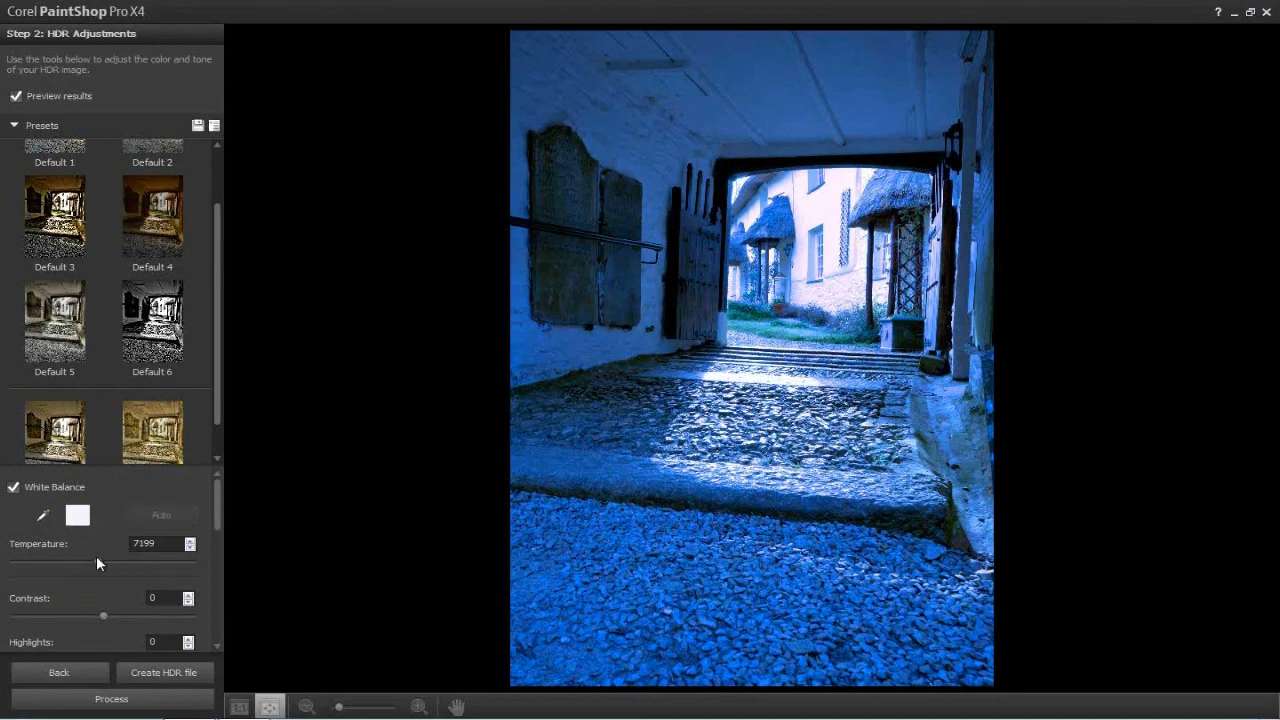 Corel PaintShop Pro X4
?
Step 2: HDR Adjustments
Use the tools below to adjust the color and tone
of your HDR image.
Preview results
Presets
Default 1
Default 2
Default 3
Default 4
Default 5
Default 6
White Balance
Auto
Temperature:
7199
Contrast:
0
Highlights:
0
Back
Create HDR file
Process